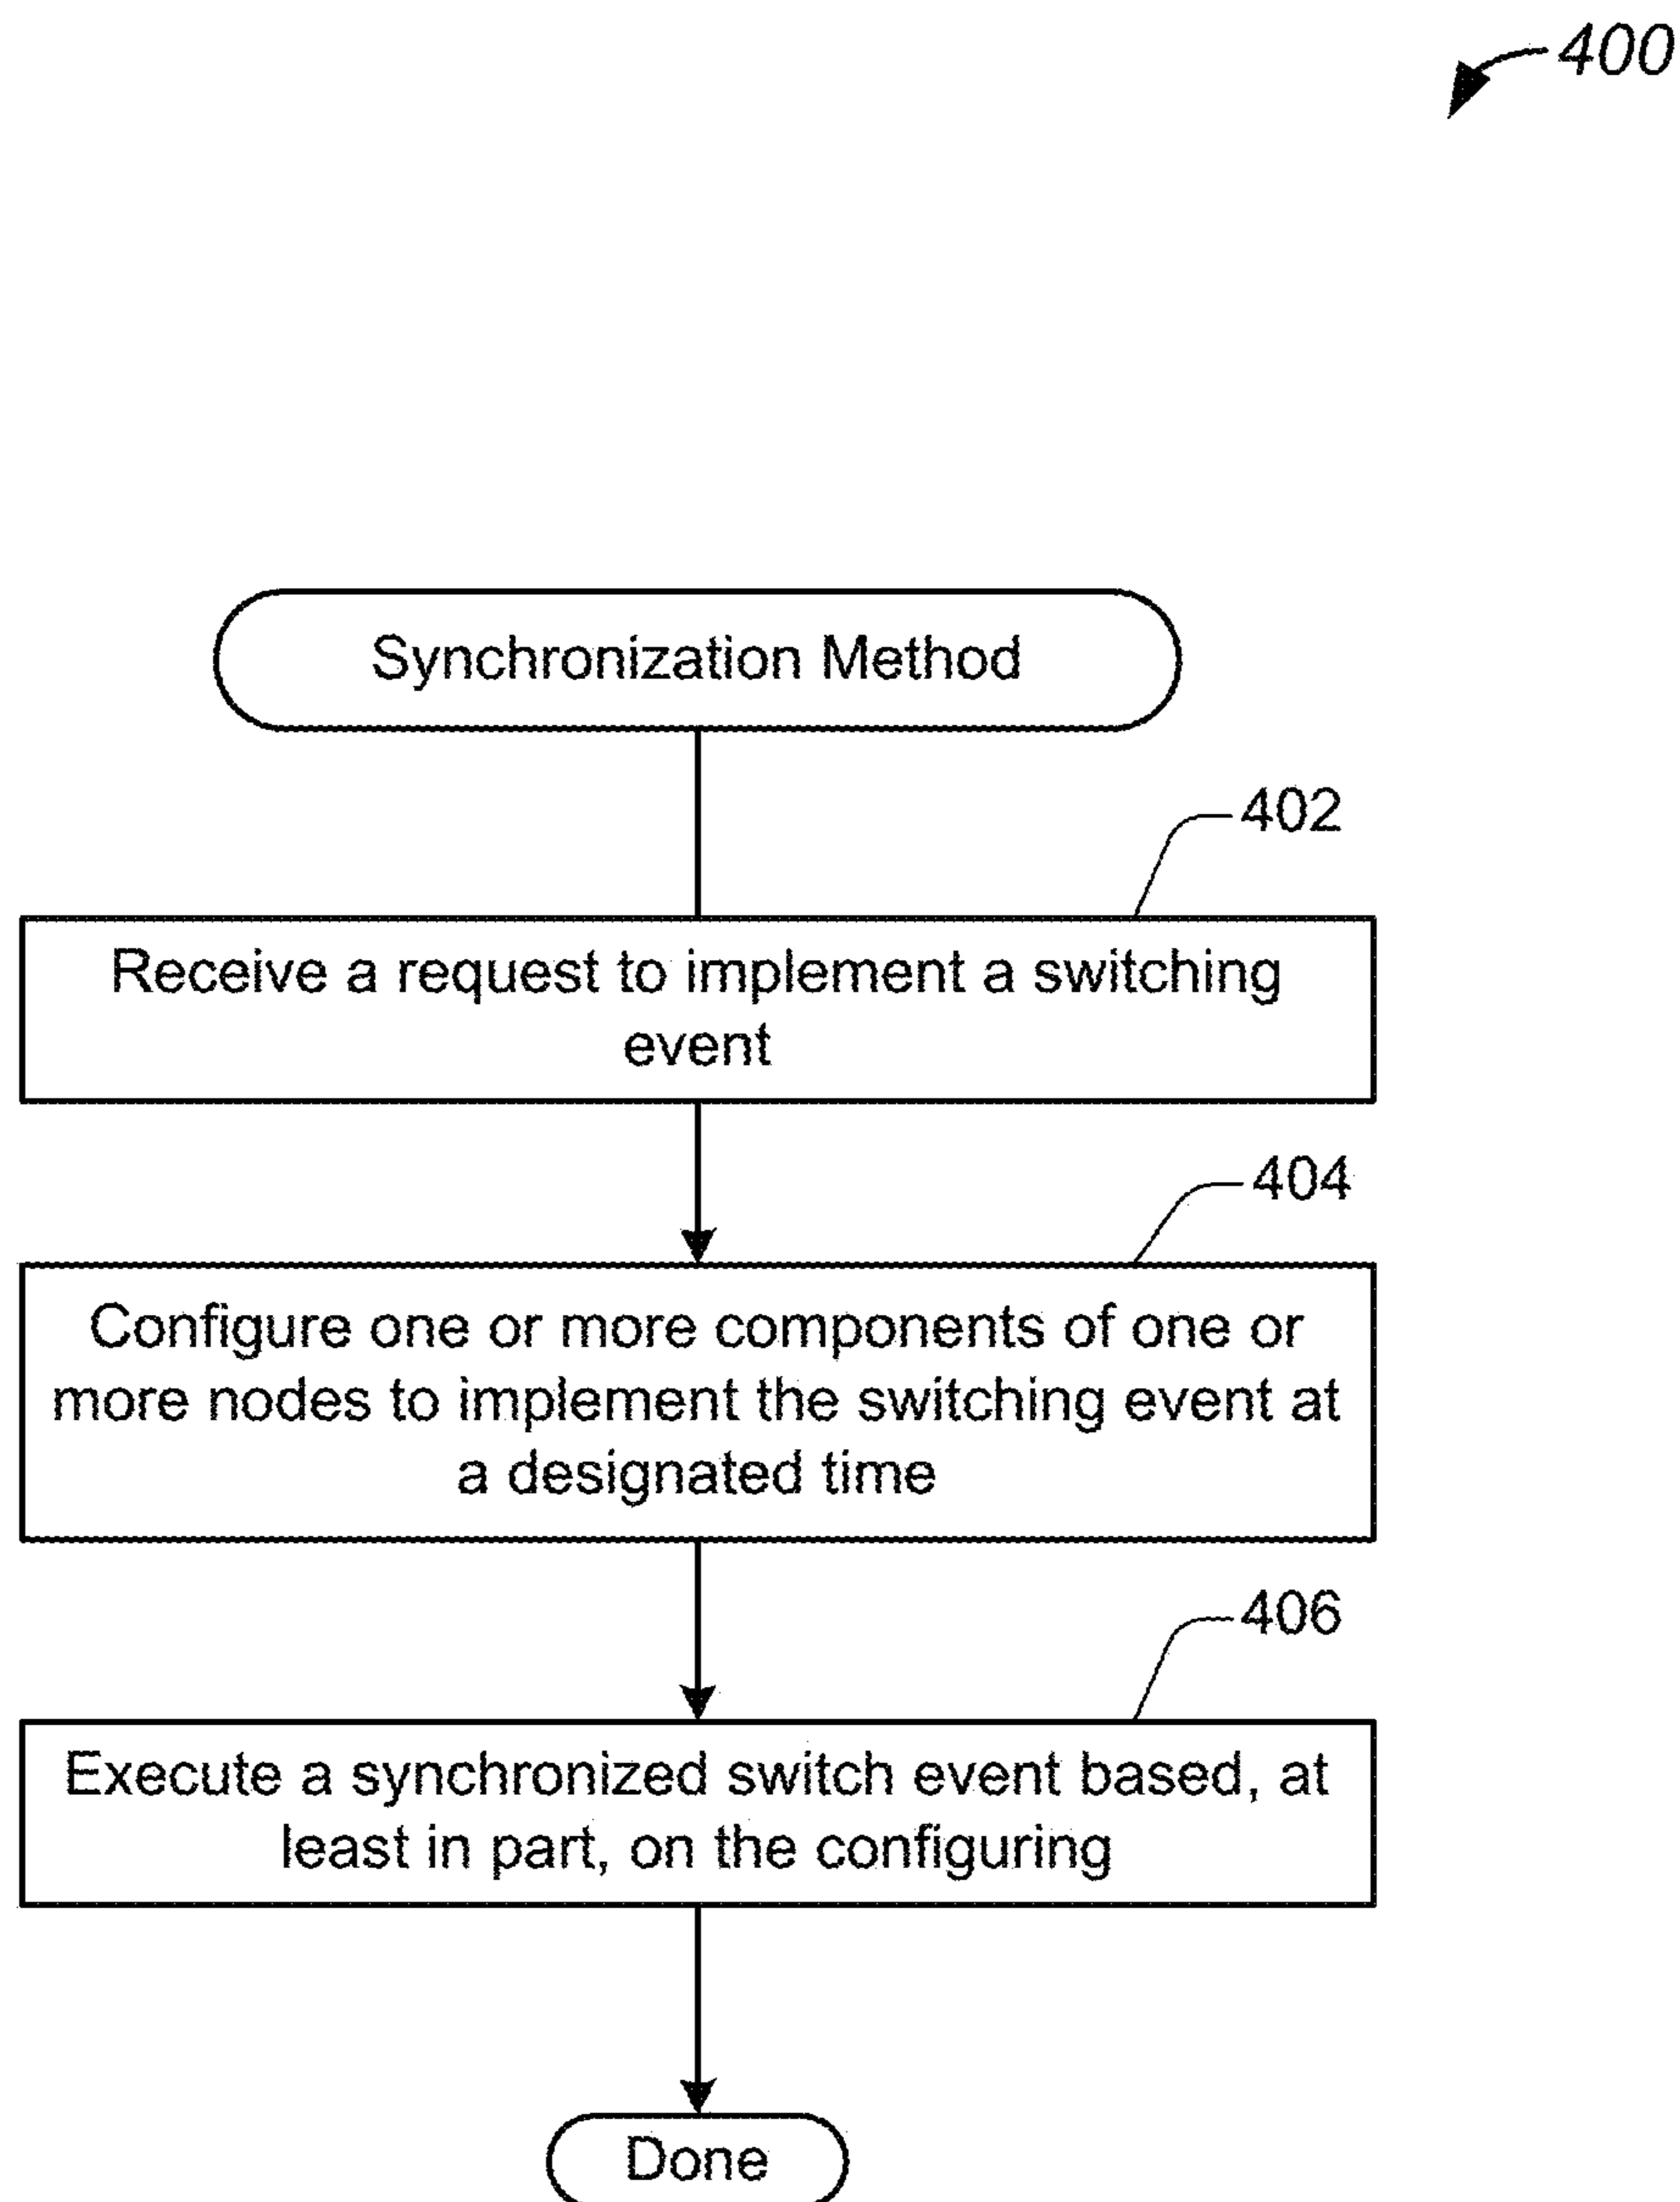 400
Synchronization Method
402
Receive a request to implement a switching
event
404
Configure one or more components of one or
more nodes to implement the switching event at
a designated time
406
Execute a synchronized switch event based, at
least in part, on the configuring
Done